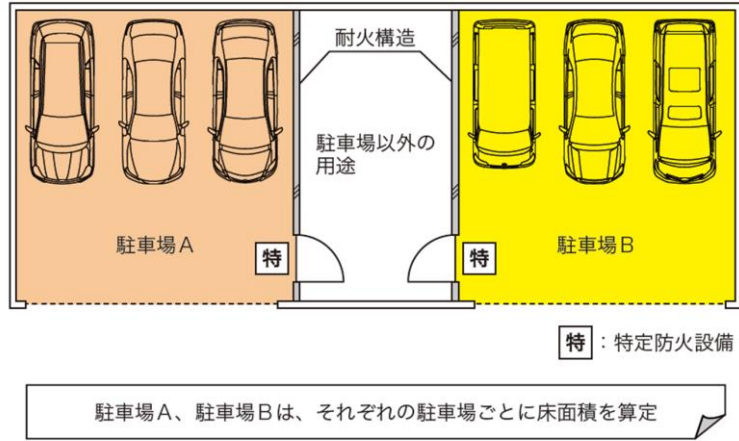 耐火構造
駐車場以外の
用途
駐車場A
特
特
駐車場B
特：特定防火設備
駐車場A、駐車場Bは、それぞれの駐車場ごとに床面積を算定